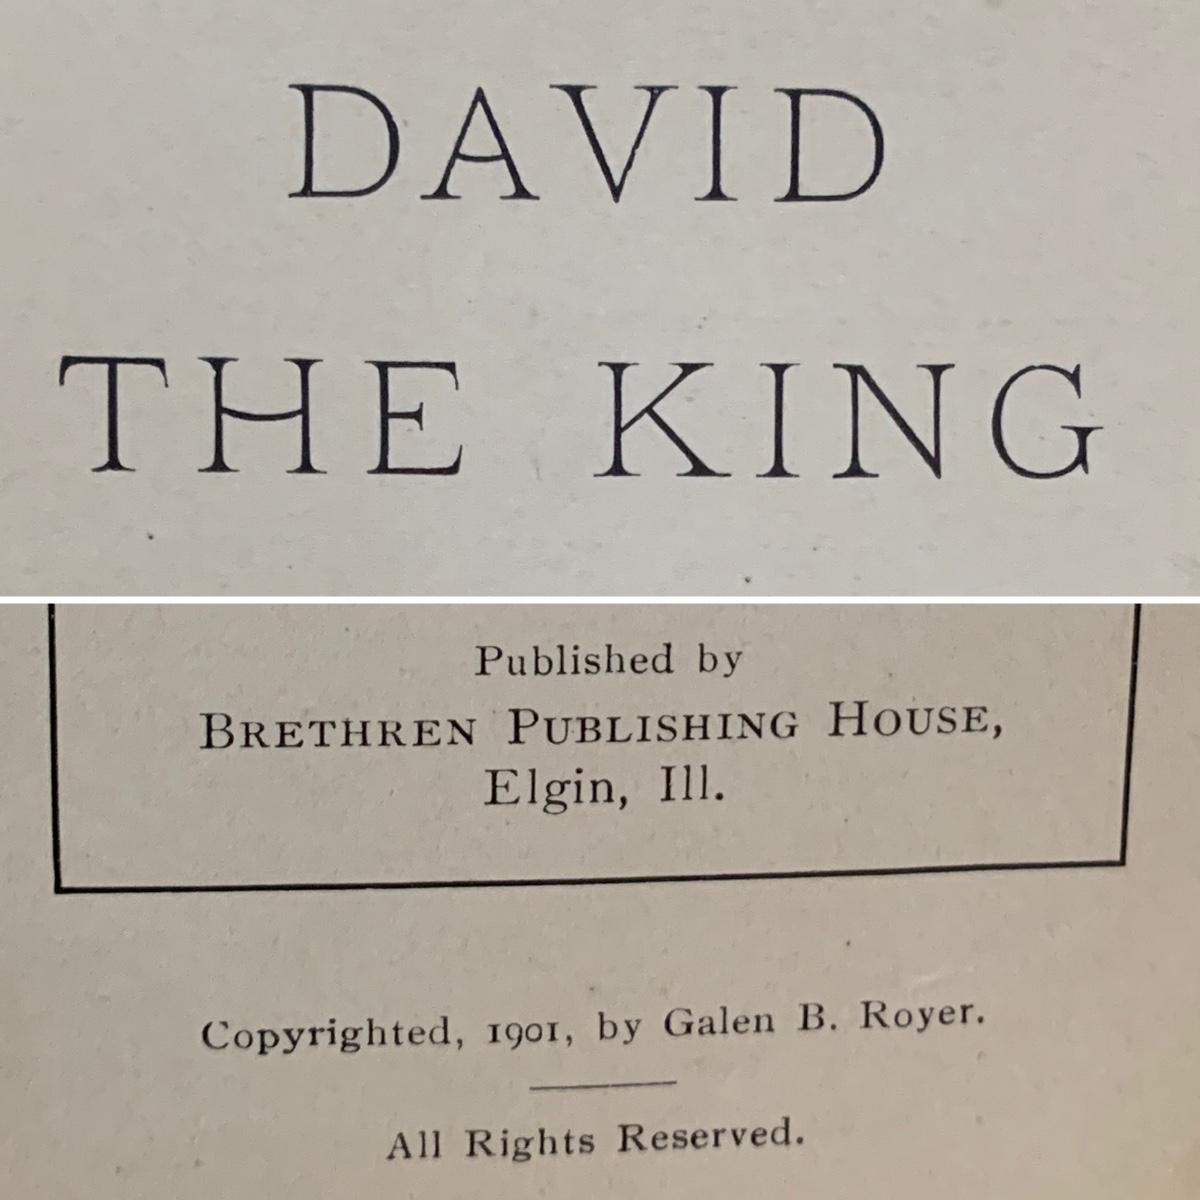 DAVID
THE KING
Published by
BRETHREN PUBLISHING HOUSE,
Elgin, Ill.
Copyrighted, 1901, by Galen B. Royer.
All Rights Reserved.